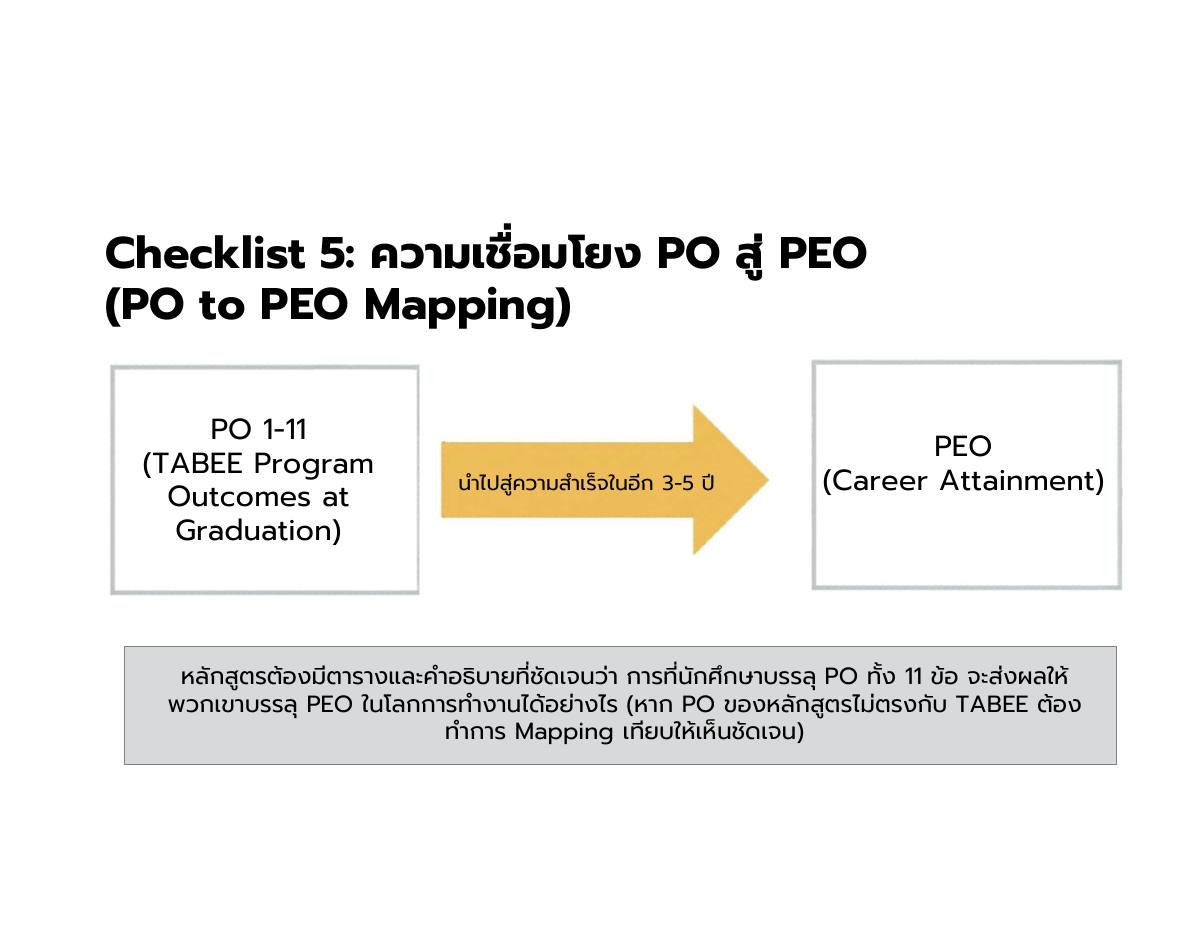 Checklist 5: ความเชื่อมโยง PO สู่ PEO
(PO to PEO Mapping)
PO 1-11
(TABEE Program
Outcomes at
Graduation)
นำไปสู่ความสำเร็จในอีก 3-5 ปี
PEO
(Career Attainment)
หลักสูตรต้องมีตารางและคำอธิบายที่ชัดเจนว่า การที่นักศึกษาบรรลุ PO ทั้ง 11 ข้อ จะส่งผลให้
พวกเขาบรรลุ PEO ในโลกการทำงานได้อย่างไร (หาก PO ของหลักสูตรไม่ตรงกับ TABEE ต้อง
ทำการ Mapping เทียบให้เห็นชัดเจน)